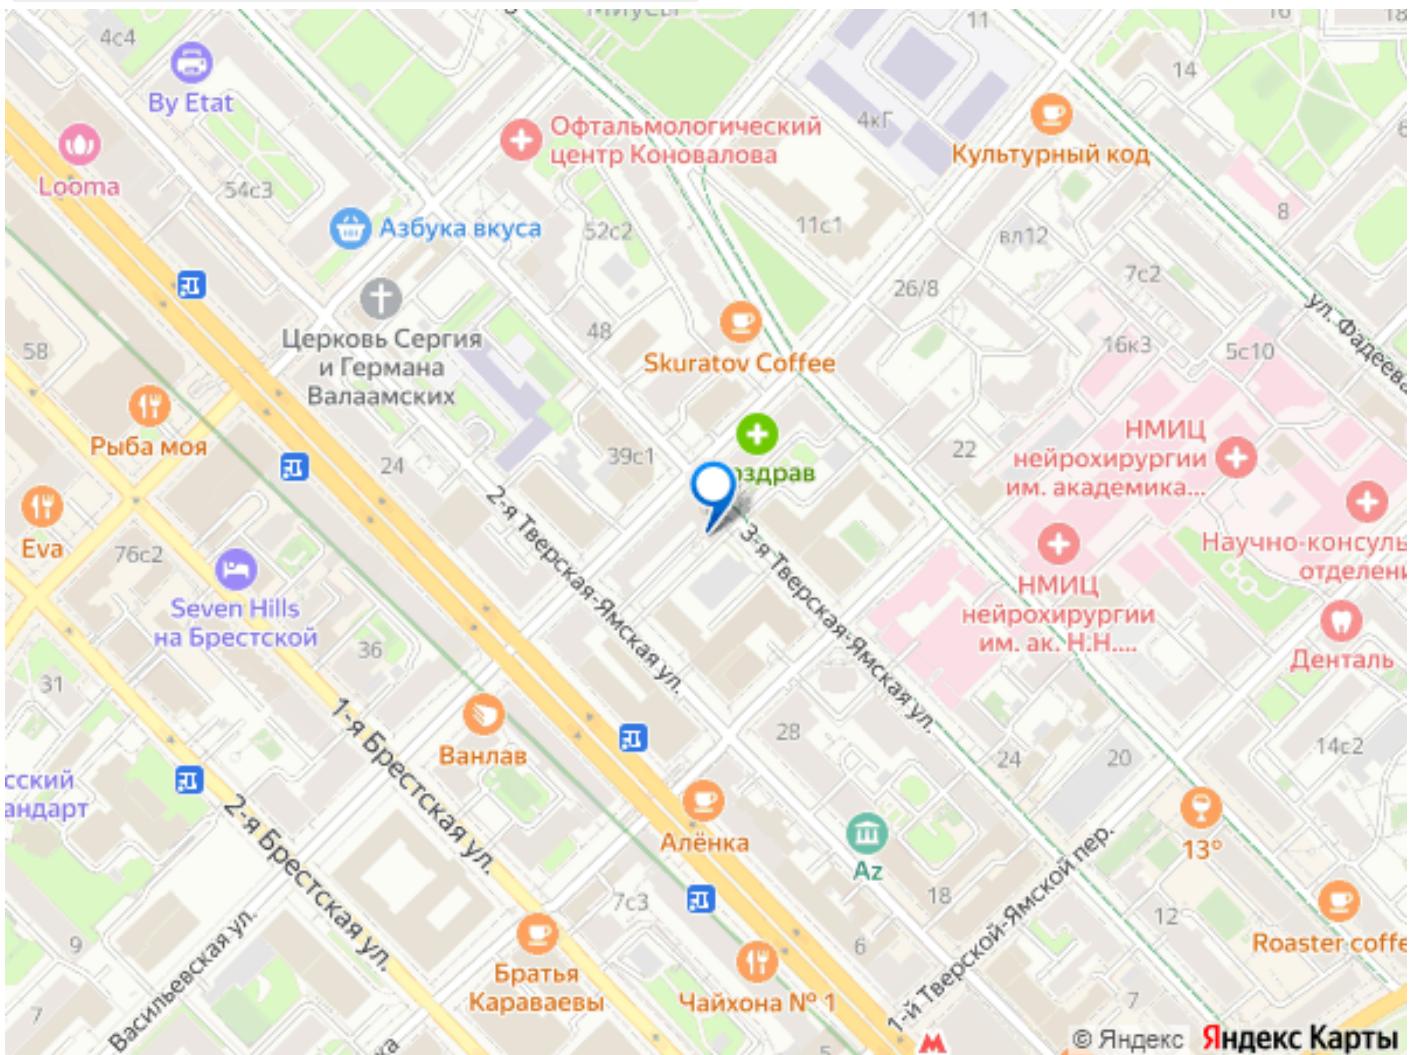 Миусы
11
16
18
4с4
By Etat
14
Looma
Офтальмологический
центр Коновалова
4кГ
Культурный код
54с3
Азбука вкуса
52с2
11с1
8
вл12
7с2
26/8
ул. Фадеева
Церковь Сергия
и Германа
Валаамских
48
Skuratov Coffee
16к3
5с10
58
Рыба моя
24
39с1
22
НМИЦ
нейрохирургии
им. академика...
2-я Тверская-Ямская ул.
3-я Тверская-Ямская ул.
Eva
76с2
Научно-консуль
отделени
Seven Hills
на Брестской
НМИЦ
нейрохирургии
им. ак. Н.Н....
36
Денталь
31
1-я Брестская ул.
Ванлав
28
24
20
14с2
сский
андарт
2-я Брестская ул.
Алёнка
Az
13°
1-й Тверской-Ямской пер.
7с3
18
12
Васильевская ул.
9
6
Roaster coffe
Братья
Караваевы
Чайхона № 1
7
7
5
© Яндекс Яндекс Карты